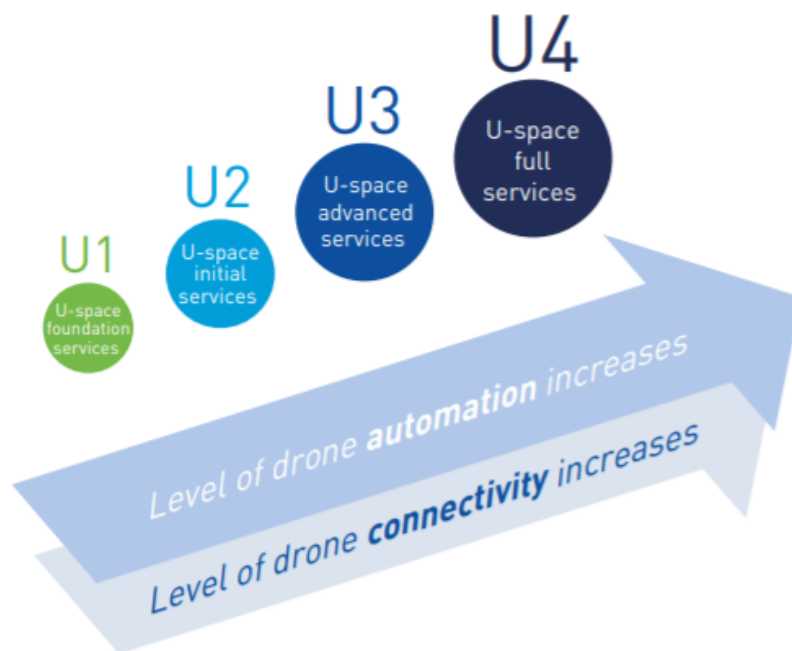 U1
U-space
foundation
services
U2
U-space
initial
services
U3
U-space
advanced
services
U4
U-space
full
services
Level of drone automation increases
Level of drone connectivity increases